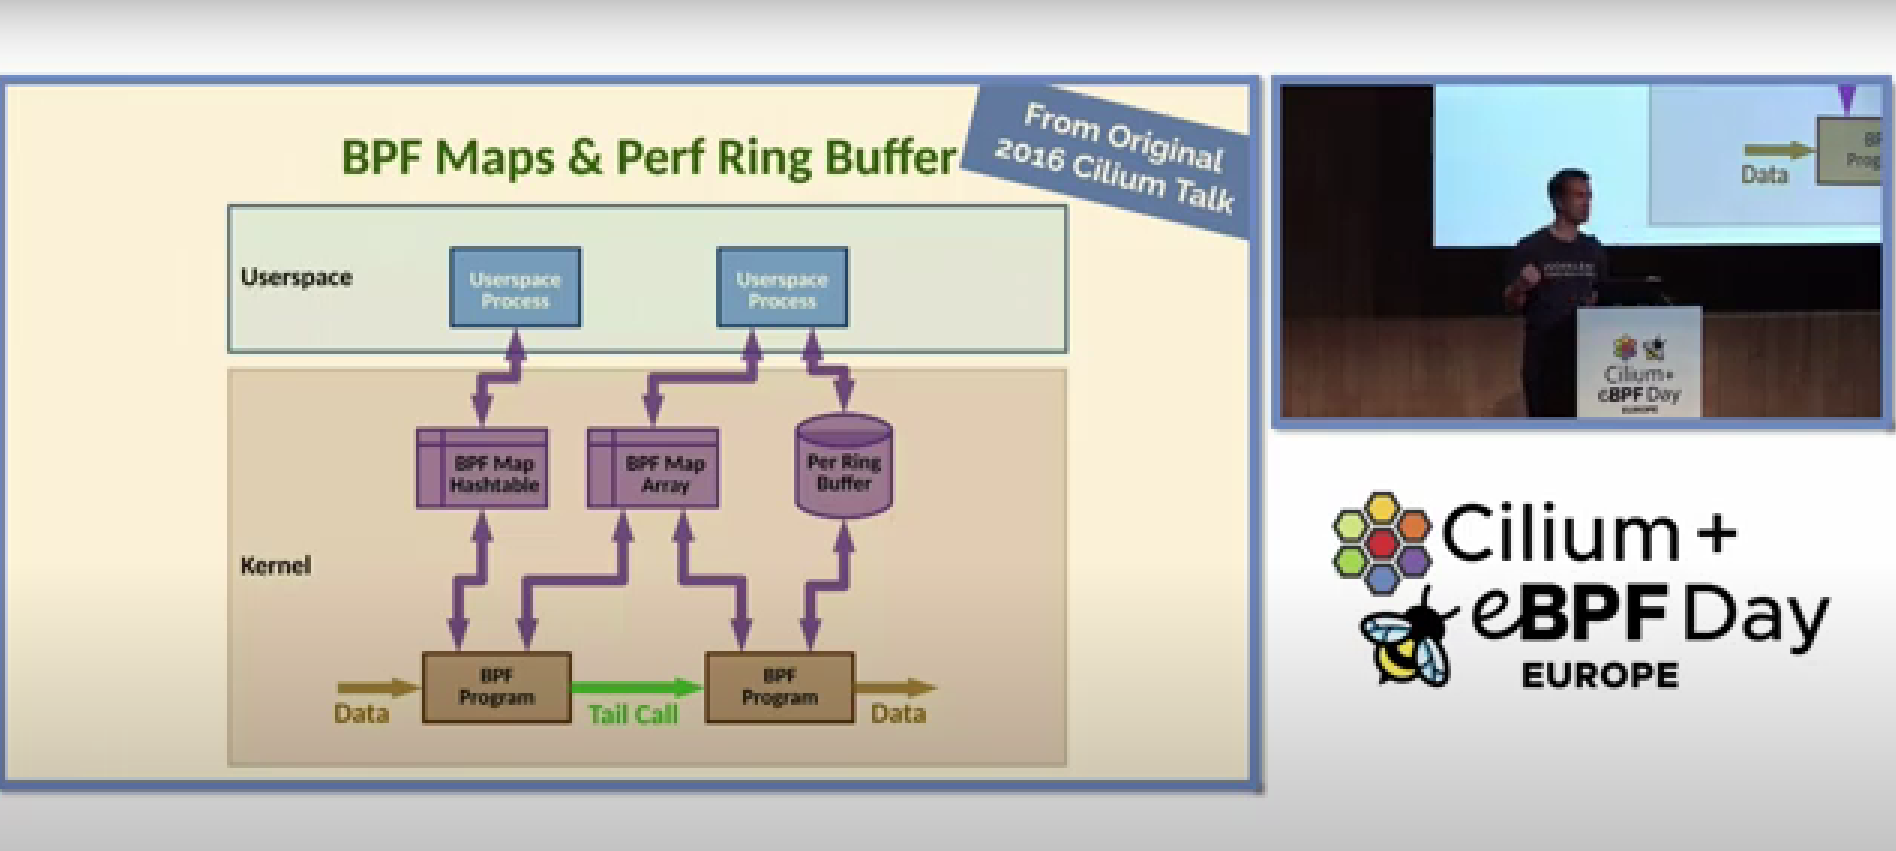 BPF Maps & Perf Ring Buffer
From Original
2016 Cilium Talk
Userspace
Userspace
Process
Userspace
Process
Kernel
BPF Map
Hashtable
BPF Map
Array
Per Ring
Buffer
BPF
Program
BPF
Program
Data
Tail Call
Data
Data
Cilium+
eBPF Day
EUROPE
Cilium +
eBPF Day
EUROPE